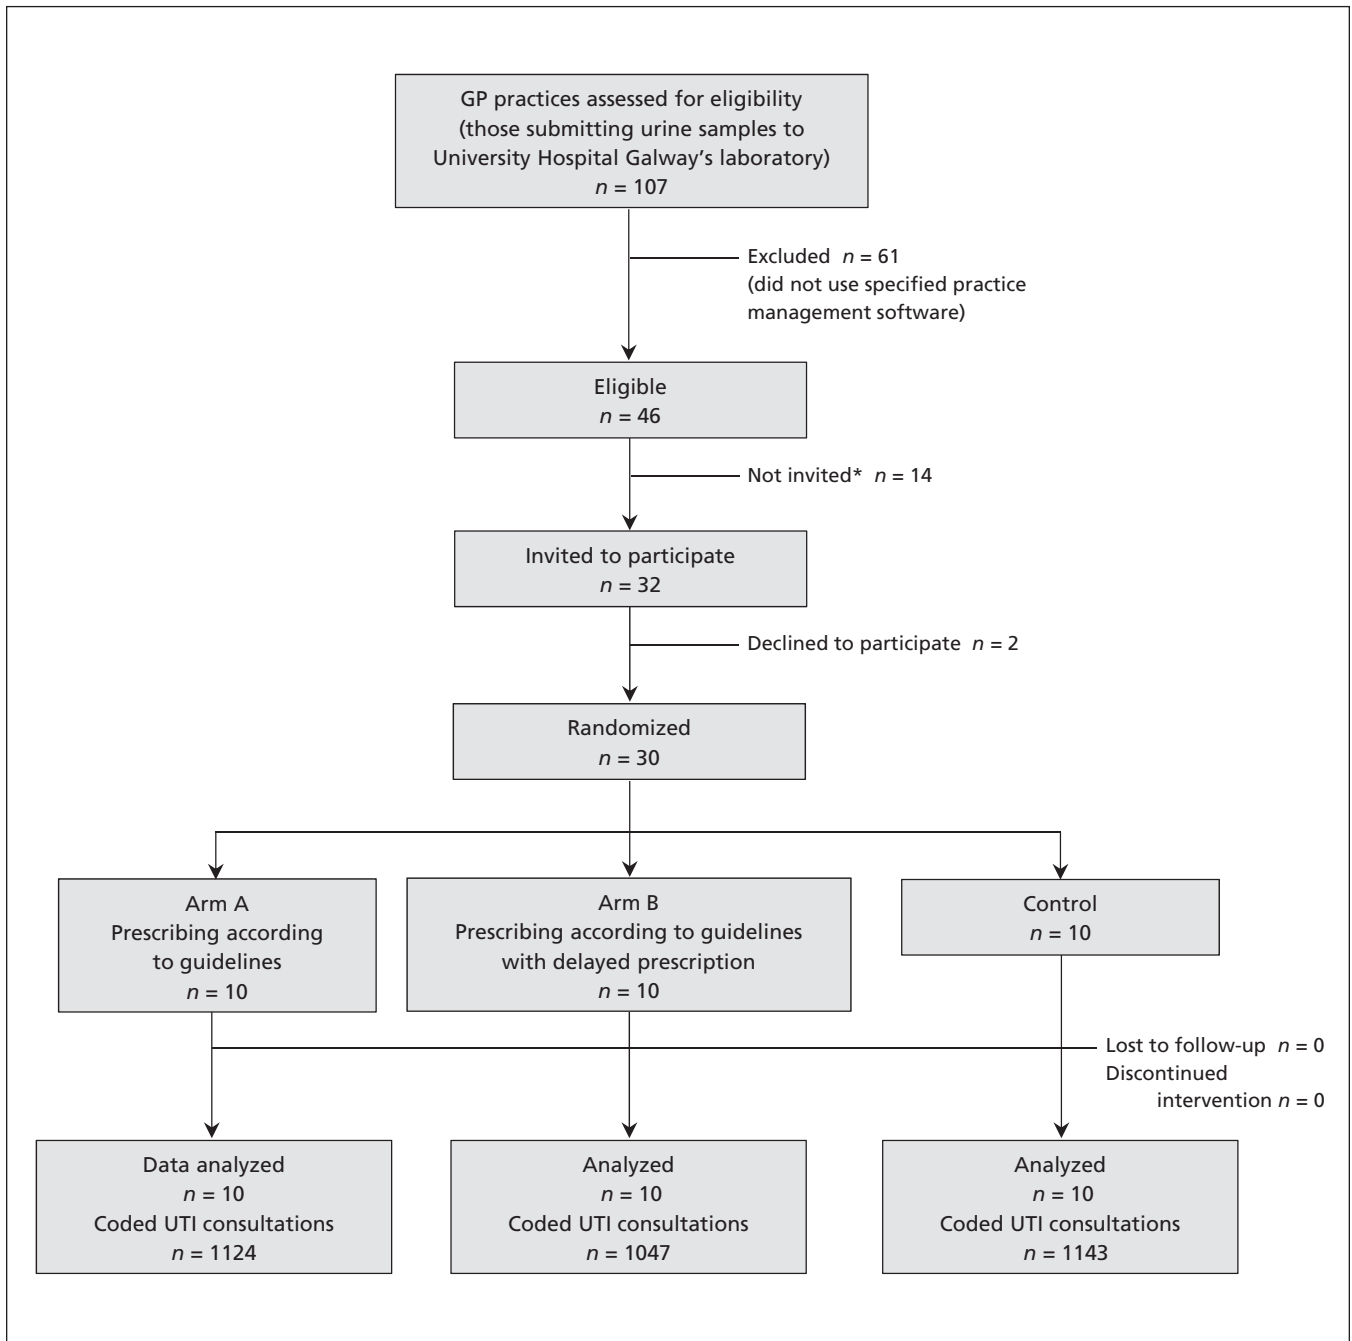 GP practices assessed for eligibility
(those submitting urine samples to
University Hospital Galway's laboratory)
n = 107
Excluded n = 61
(did not use specified practice
management software)
Eligible
n = 46
Not invited* n = 14
Invited to participate
n = 32
Declined to participate n = 2
Randomized
n = 30
Arm A
Prescribing according
to guidelines
n = 10
Arm B
Prescribing according to guidelines
with delayed prescription
n = 10
Control
n = 10
Lost to follow-up n = 0
Discontinued
intervention n = 0
Data analyzed
n = 10
Coded UTI consultations
n = 1124
Analyzed
n = 10
Coded UTI consultations
n = 1047
Analyzed
n = 10
Coded UTI consultations
n = 1143